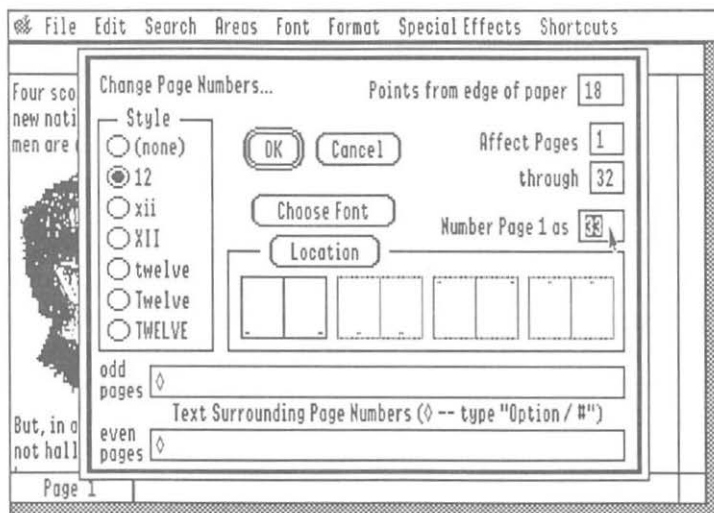 File Edit Search Areas Font Format Special Effects Shortcuts
Four sco
new nati
men are
Change Page Numbers...
Points from edge of paper 18
Style
(none)
12
xii
XII
twelve
Twelve
TWELVE
OK
Cancel
Affect Pages 1
through 32
Choose Font
Number Page 1 as 33
Location
odd
pages ◊
Text Surrounding Page Numbers (◊ -- type "Option / #")
even
pages ◊
But, in a
not hall
Page 1